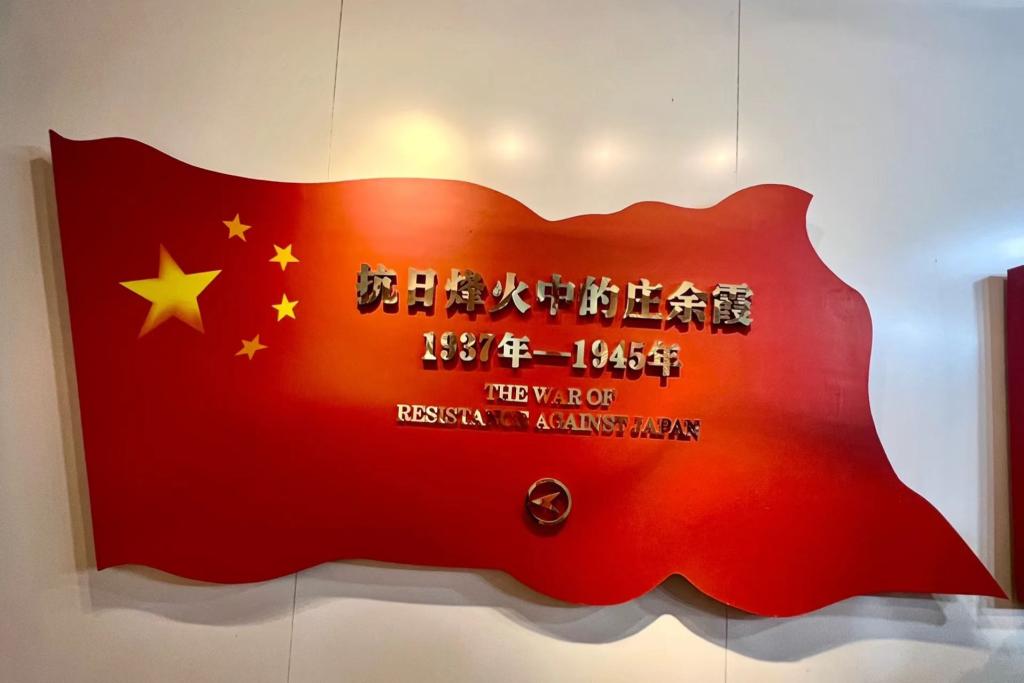 抗日烽火中的庄余霞
1937年—1945年
THE WAR OF
RESISTANCE AGAINST JAPAN